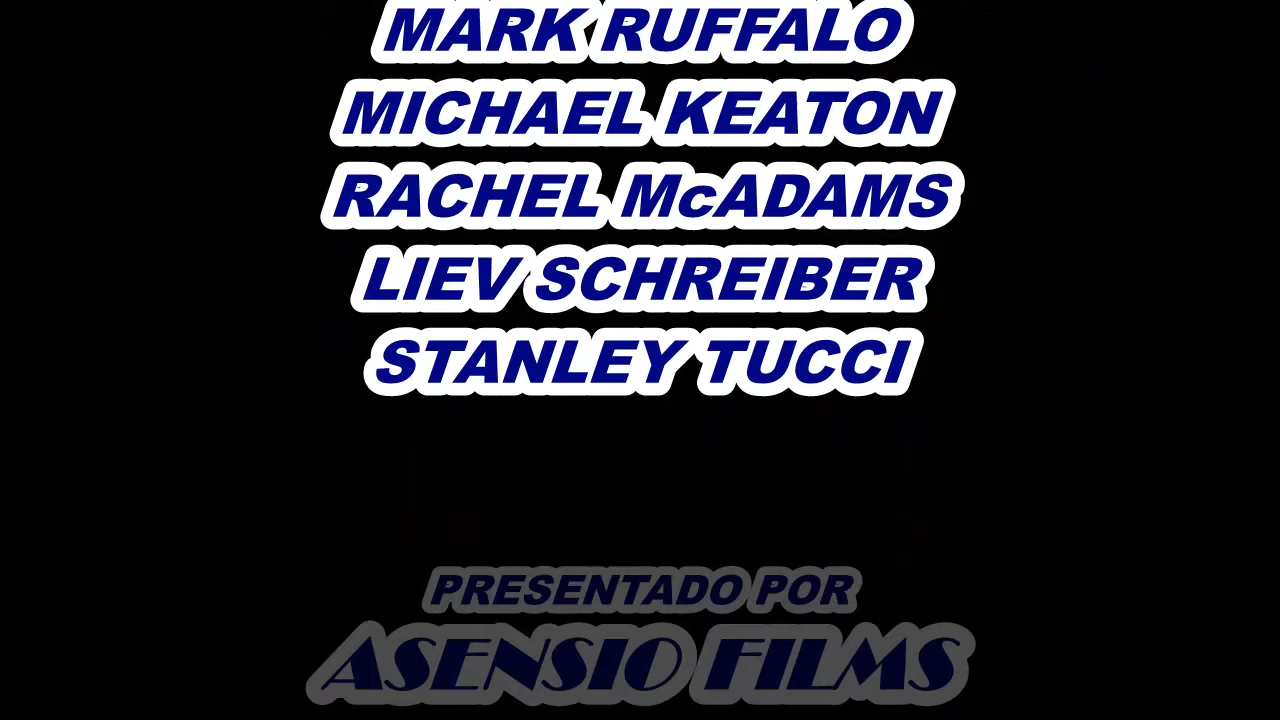 MARK RUFFALO
MICHAEL KEATON
RACHEL McADAMS
LIEV SCHREIBER
STANLEY TUCCI
PRESENTADO POR
ASENSIO FILMS